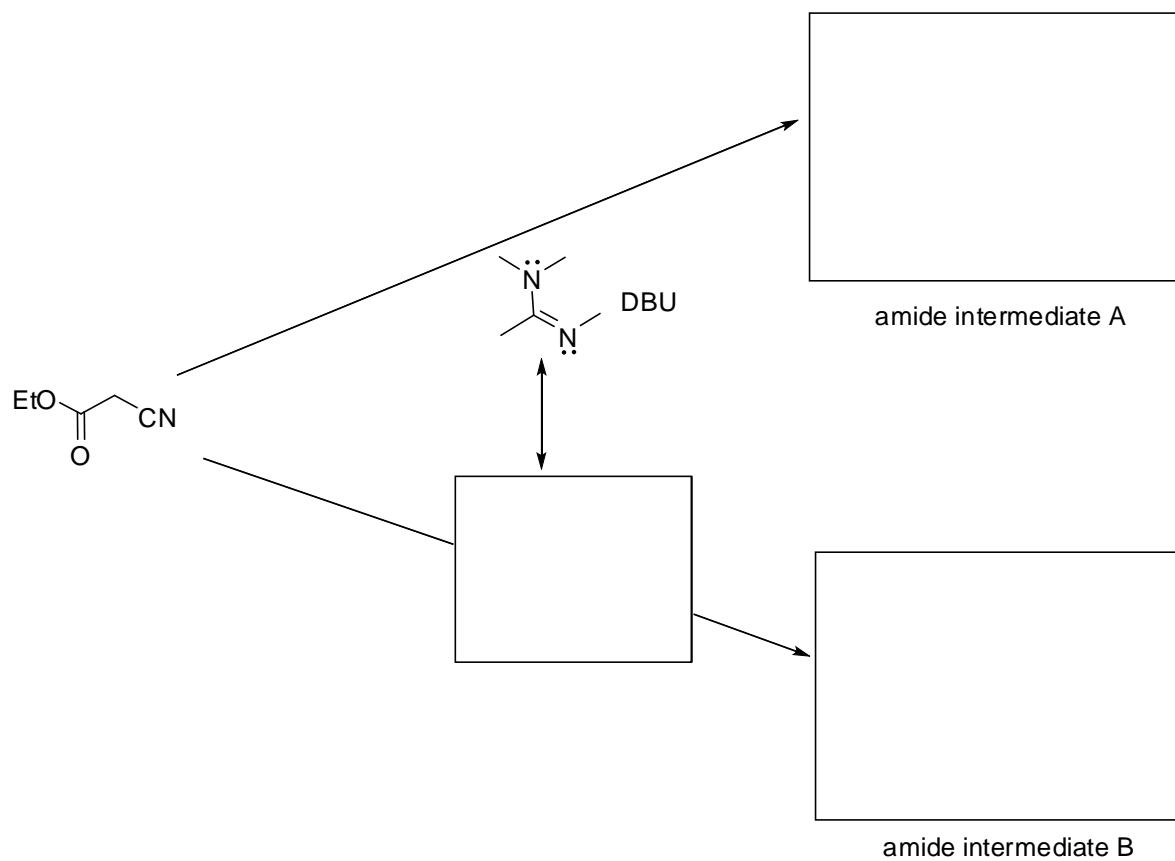 N
DBU
N
amide intermediate A
EtO
CN
O
amide intermediate B